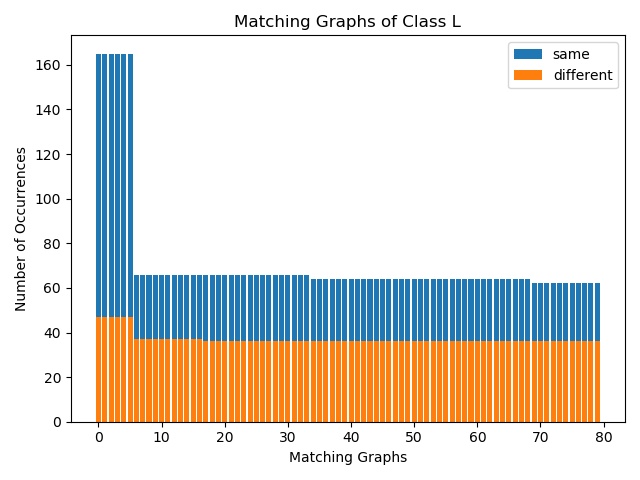 Matching Graphs of Class L
same
different
Number of Occurrences
160
140
120
100
80
60
40
20
0
0 10 20 30 40 50 60 70 80
Matching Graphs